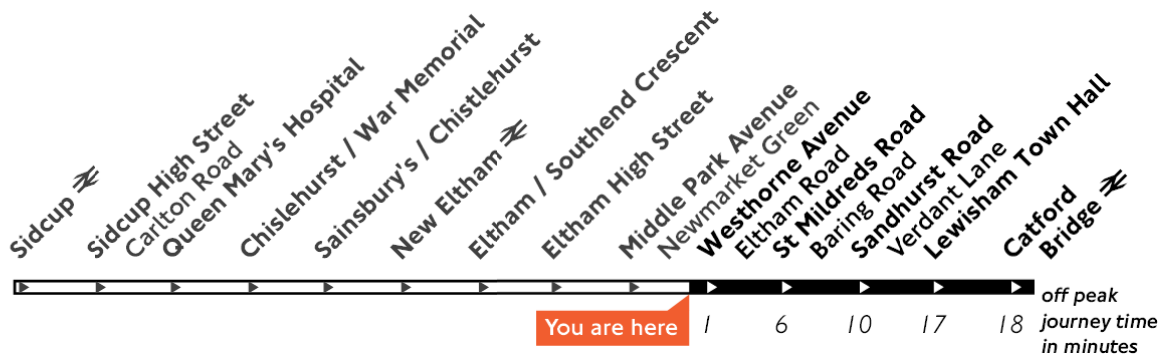 Sidcup
Sidcup High Street
Carlton Road
Queen Mary's Hospital
Chislehurst / War Memorial
Sainsbury's / Chistlehurst
New Eltham
Eltham / Southend Crescent
Eltham High Street
Middle Park Avenue
Newmarket Green
Westhorne Avenue
Eltham Road
St Mildreds Road
Baring Road
Sandhurst Road
Verdant Lane
Lewisham Town Hall
Catford
Bridge
You are here
1 6 10 17 18
off peak
journey time
in minutes